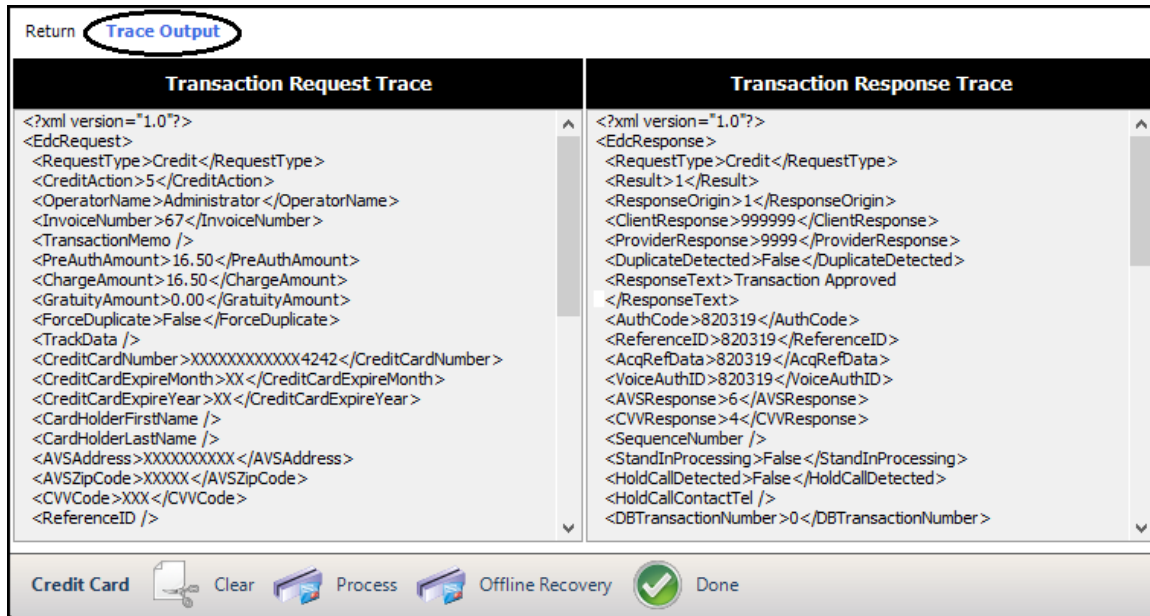 Return Trace Output
Transaction Request Trace
<?xml version="1.0"?>
<EdcRequest>
<RequestType>Credit</RequestType>
<CreditAction>5</CreditAction>
<OperatorName>Administrator</OperatorName>
<InvoiceNumber>67</InvoiceNumber>
<TransactionMemo />
<PreAuthAmount>16.50</PreAuthAmount>
<ChargeAmount>16.50</ChargeAmount>
<GratuityAmount>0.00</GratuityAmount>
<ForceDuplicate>False</ForceDuplicate>
<TrackData />
<CreditCardNumber>XXXXXXXXXXXX4242</CreditCardNumber>
<CreditCardExpireMonth>XX</CreditCardExpireMonth>
<CreditCardExpireYear>XX</CreditCardExpireYear>
<CardHolderFirstName />
<CardHolderLastName />
<AVSAddress>XXXXXXXXXX</AVSAddress>
<AVSZipCode>XXXXX</AVSZipCode>
<CVVCode>XXX</CVVCode>
<ReferenceID />
Transaction Response Trace
<?xml version="1.0"?>
<EdcResponse>
<RequestType>Credit</RequestType>
<Result>1</Result>
<ResponseOrigin>1</ResponseOrigin>
<ClientResponse>999999</ClientResponse>
<ProviderResponse>9999</ProviderResponse>
<DuplicateDetected>False</DuplicateDetected>
<ResponseText>Transaction Approved
</ResponseText>
<AuthCode>820319</AuthCode>
<ReferenceID>820319</ReferenceID>
<AcqRefData>820319</AcqRefData>
<VoiceAuthID>820319</VoiceAuthID>
<AVSResponse>6</AVSResponse>
<CVVResponse>4</CVVResponse>
<SequenceNumber />
<StandInProcessing>False</StandInProcessing>
<HoldCallDetected>False</HoldCallDetected>
<HoldCallContactTel />
<DBTransactionNumber>0</DBTransactionNumber>
Credit Card Clear Process Offline Recovery Done